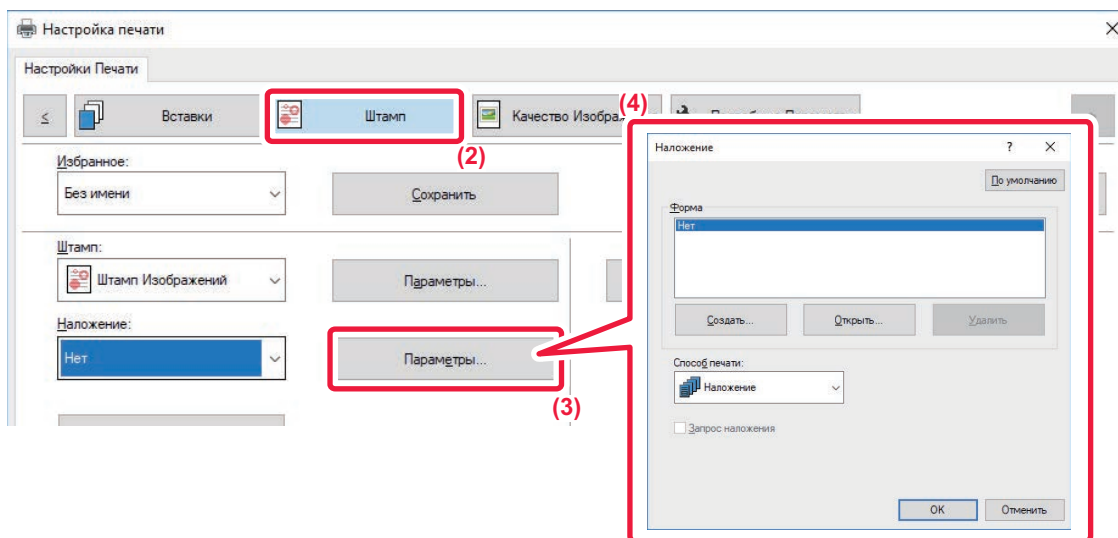 Настройка печати
Настройки Печати
≤ Вставки Штамп Качество Изображ
(4)
(2)
Избранное:
Без имени Сохранить
Штамп:
Штамп Изображений Параметры...
Наложение:
Нет Параметры...
(3)
Наложение ? ×
По умолчанию
Форма
Нет
Создать... Открыть... Удалить
Способ печати:
Наложение
Запрос наложения
OK Отменить